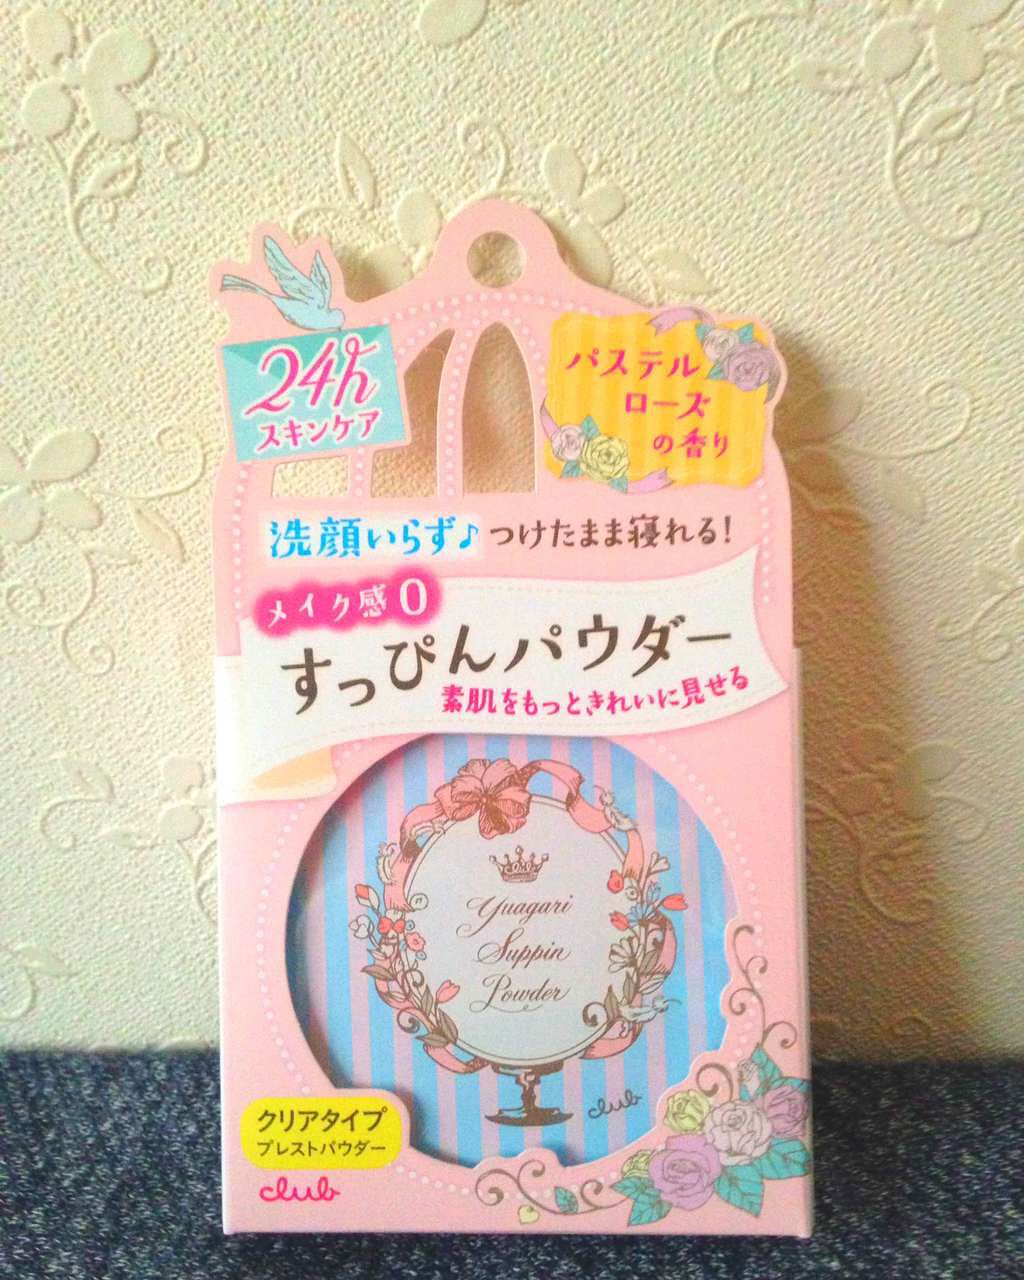 24h
スキンケア
パステル
ローズ
の香り
洗顔いらず♪つけたまま寝れる!
メイク感0
すっぴんパウダー
素肌をもっときれいに見せる
club
Yuagari
Suppin
Powder
club
クリアタイプ
プレストパウダー
club